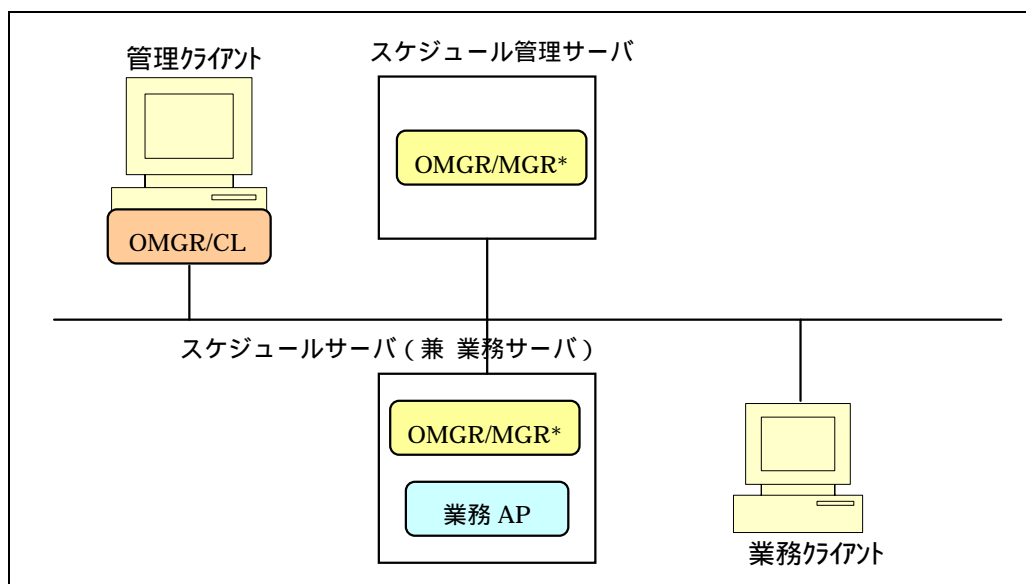 管理ｸﾗｲｱﾝﾄ
スケジュール管理サーバ
OMGR/MGR*
OMGR/CL
スケジュールサーバ（兼 業務サーバ）
OMGR/MGR*
業務 AP
業務ｸﾗｲｱﾝﾄ